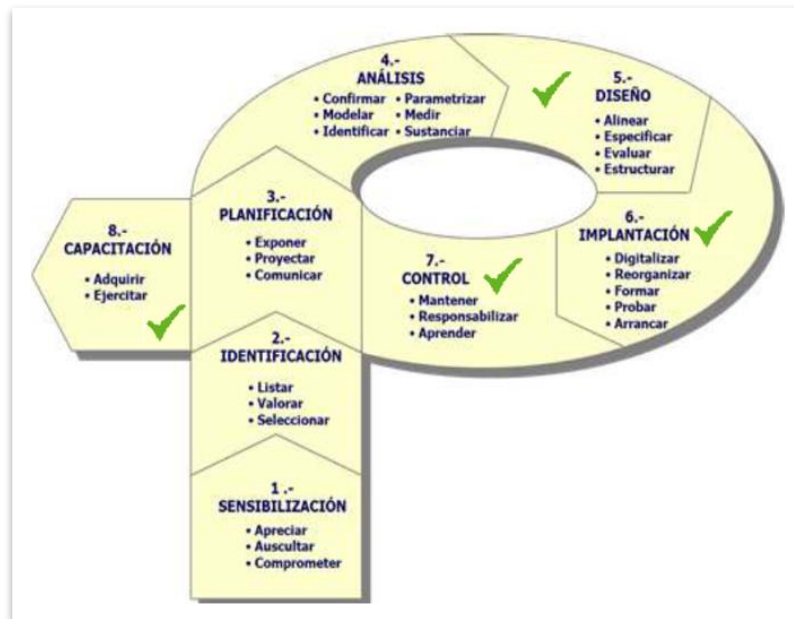 1 .-
SENSIBILIZACIÓN
• Apreciar
• Auscultar
• Comprometer
2.-
IDENTIFICACIÓN
• Listar
• Valorar
• Seleccionar
3.-
PLANIFICACIÓN
• Exponer
• Proyectar
• Comunicar
4.-
ANÁLISIS
• Confirmar • Parametrizar
• Modelar • Medir
• Identificar • Sustanciar
5.-
DISEÑO
• Alinear
• Especificar
• Evaluar
• Estructurar
6.-
IMPLANTACIÓN
• Digitalizar
• Reorganizar
• Formar
• Probar
• Arrancar
7.-
CONTROL
• Mantener
• Responsabilizar
• Aprender
8.-
CAPACITACIÓN
• Adquirir
• Ejercitar